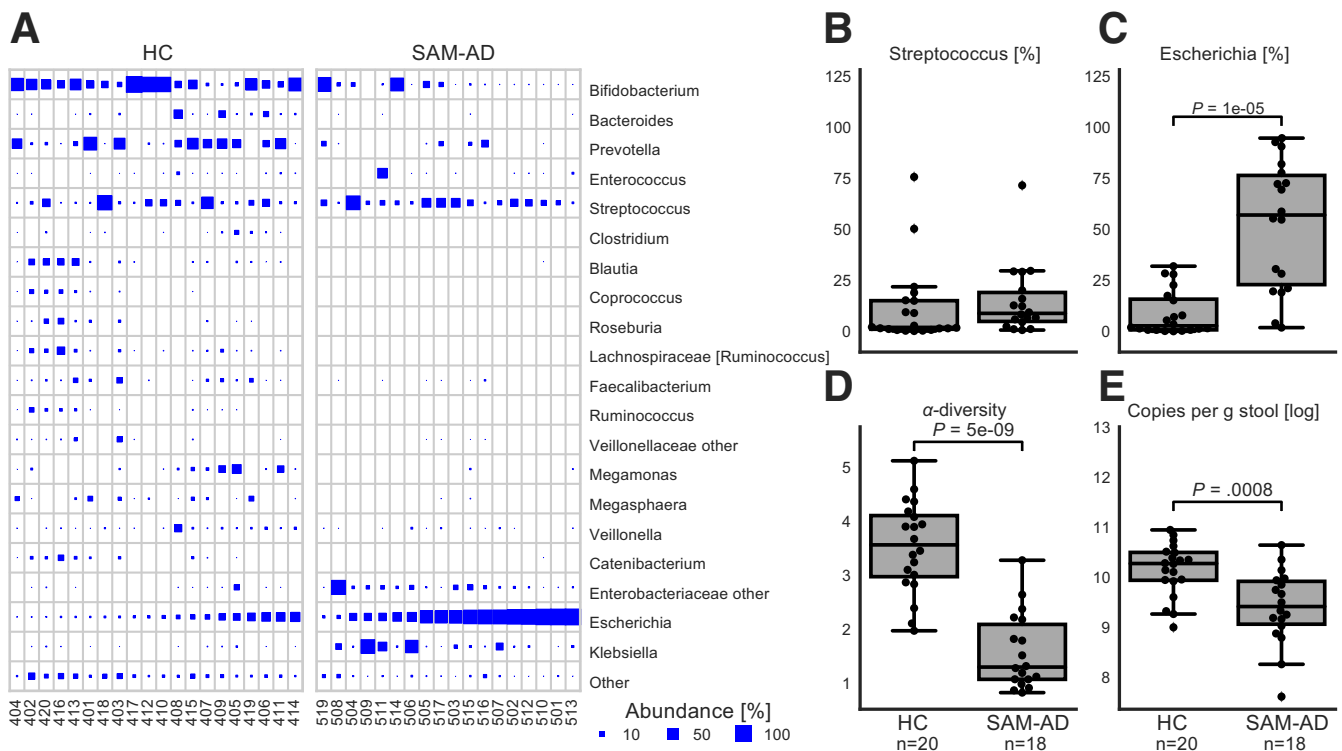 A
HC
SAM-AD
Bifidobacterium
Bacteroides
Prevotella
Enterococcus
Streptococcus
Clostridium
Blautia
Coprococcus
Roseburia
Lachnospiraceae [Ruminococcus]
Faecalibacterium
Ruminococcus
Veillonellaceae other
Megamonas
Megasphaera
Veillonella
Catenibacterium
Enterobacteriaceae other
Escherichia
Klebsiella
Other
404 402 420 416 413 401 418 403 417 412 410 408 415 407 409 405 419 406 411 414
519 508 504 509 511 514 506 505 517 503 515 516 507 502 512 510 501 513
Abundance [%]
10 50 100
B
Streptococcus [%]
125
100
75
50
25
0
C
Escherichia [%]
P = 1e-05
125
100
75
50
25
0
D
α-diversity
P = 5e-09
5
4
3
2
1
HC SAM-AD
n=20 n=18
E
Copies per g stool [log]
13
12
P = .0008
11
10
9
8
HC SAM-AD
n=20 n=18